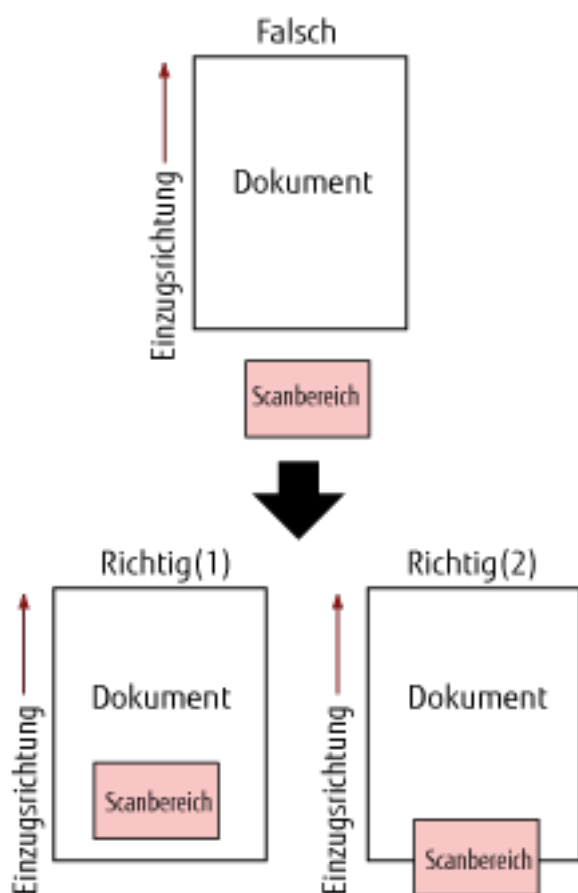 Falsch
Einzugsrichtung
Dokument
Scanbereich
Richtig(1)
Richtig(2)
Einzugsrichtung
Dokument
Scanbereich
Einzugsrichtung
Dokument
Scanbereich